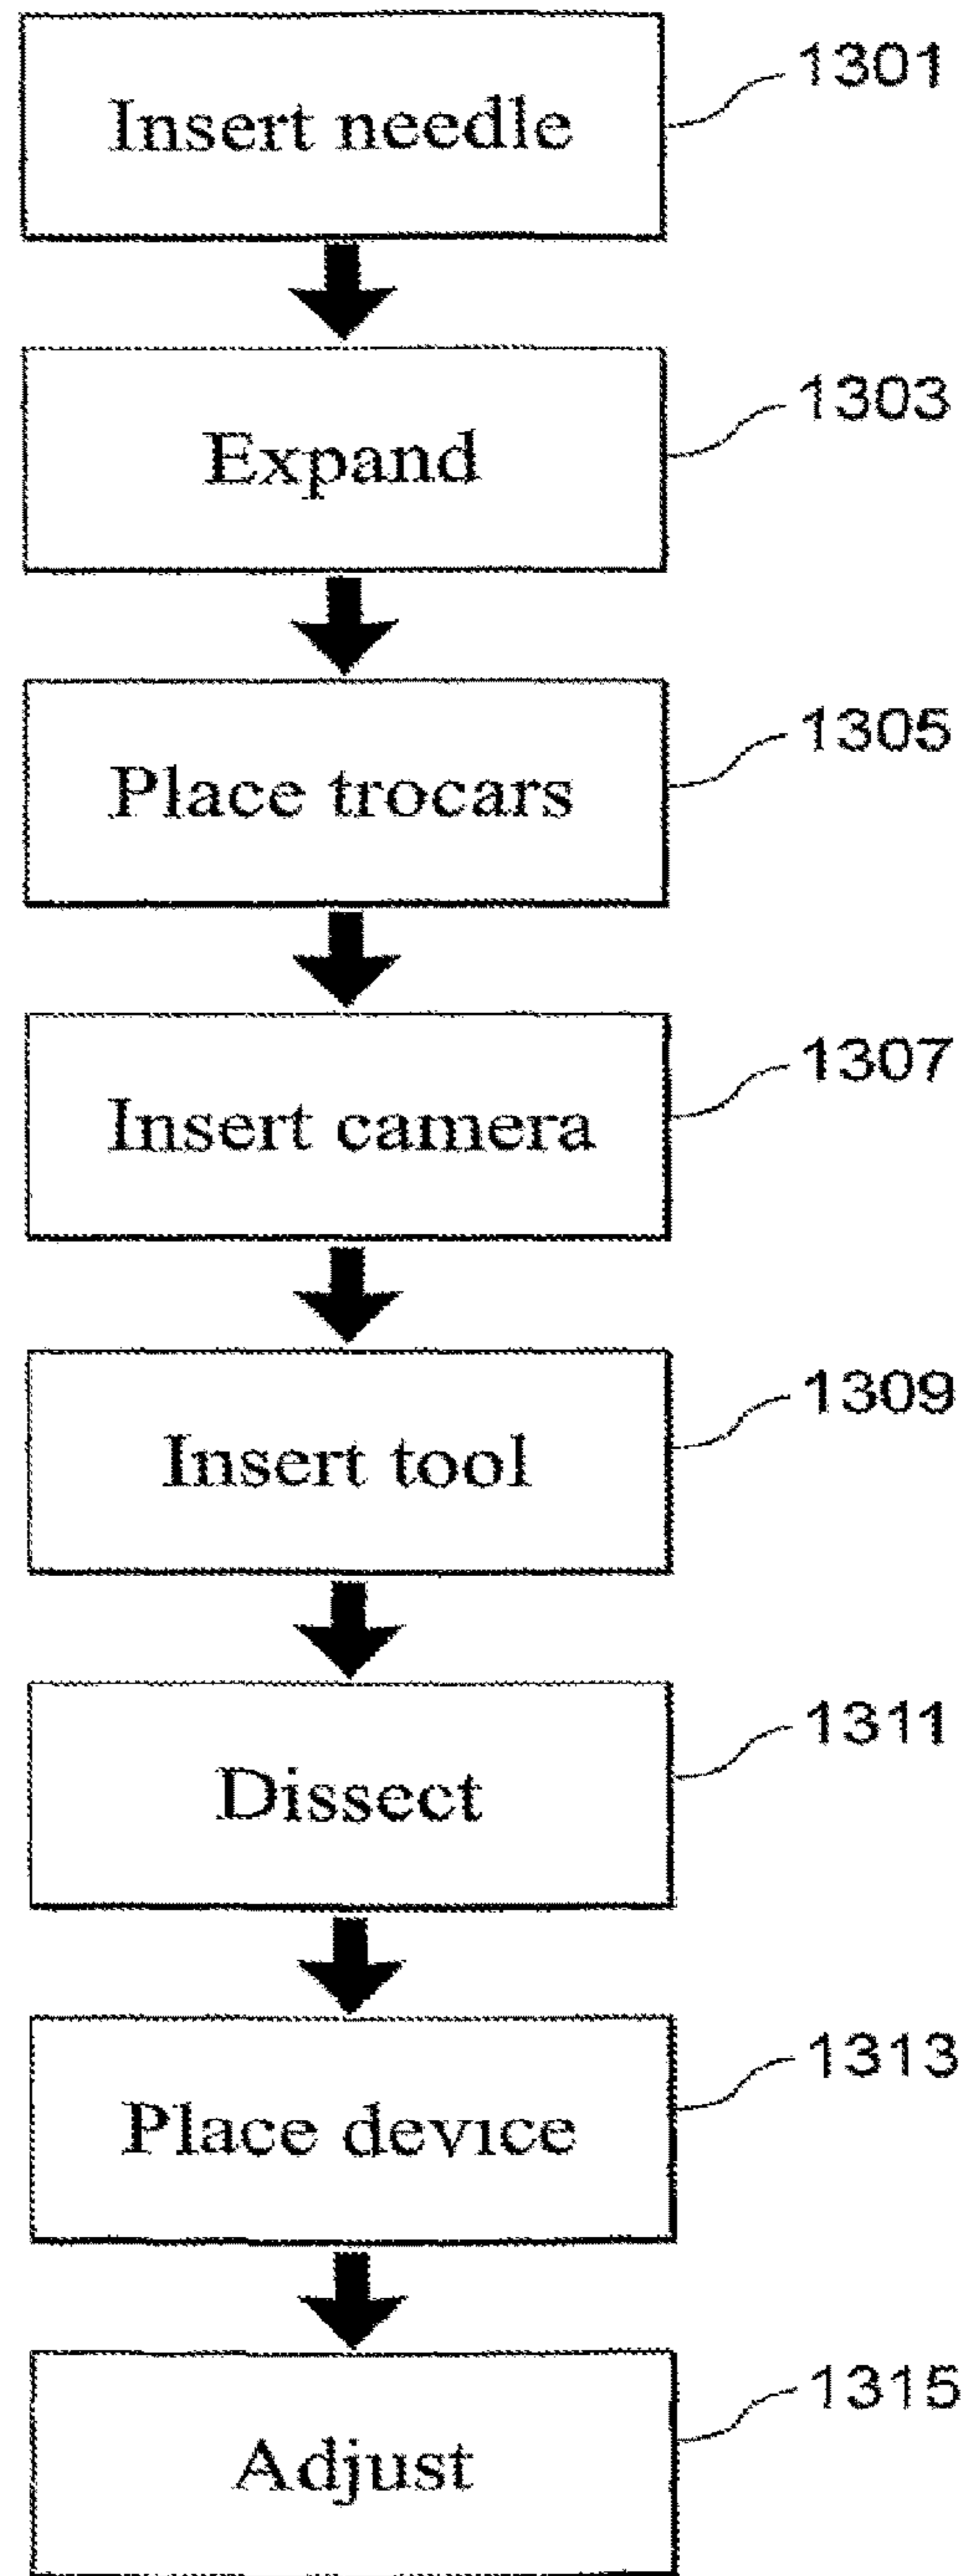 Insert needle 1301
Expand 1303
Place trocars 1305
Insert camera 1307
Insert tool 1309
Dissect 1311
Place device 1313
Adjust 1315